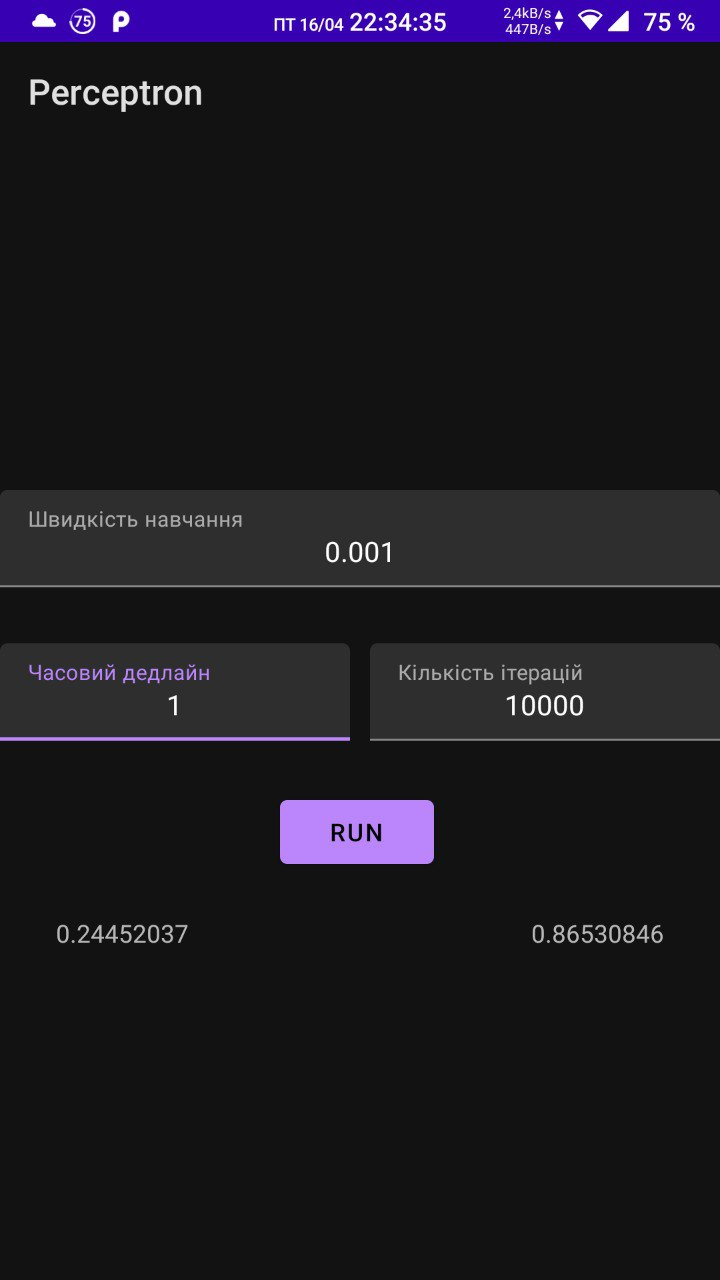 75 ПТ 16/04 22:34:35 2,4kB/s 75 %
447B/s
Perceptron
Швидкість навчання
0.001
Часовий дедлайн Кількість ітерацій
1 10000
RUN
0.24452037 0.86530846